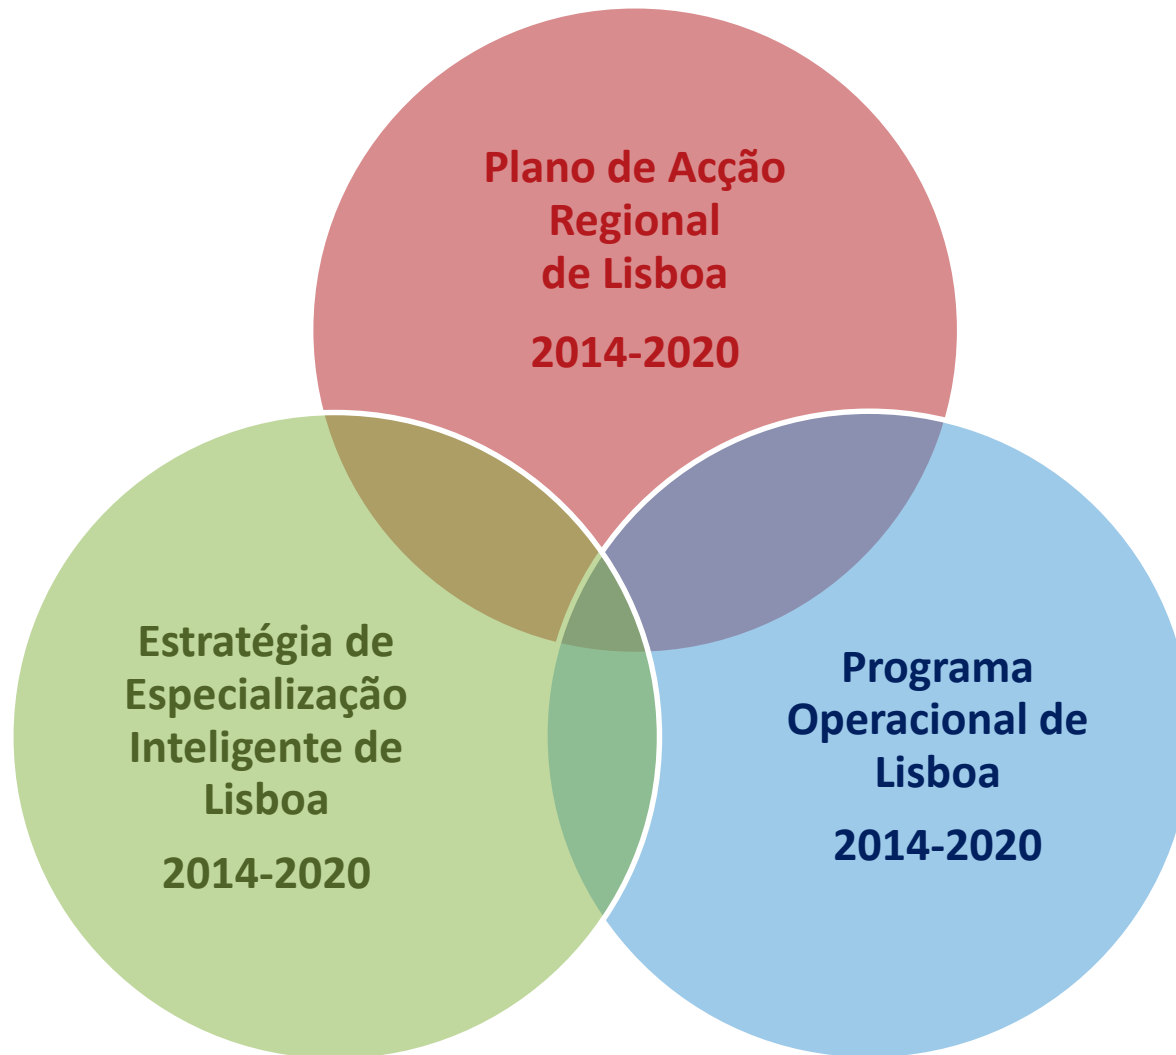 Plano de Acção
Regional
de Lisboa
2014-2020
Estratégia de
Especialização
Inteligente de
Lisboa
2014-2020
Programa
Operacional de
Lisboa
2014-2020